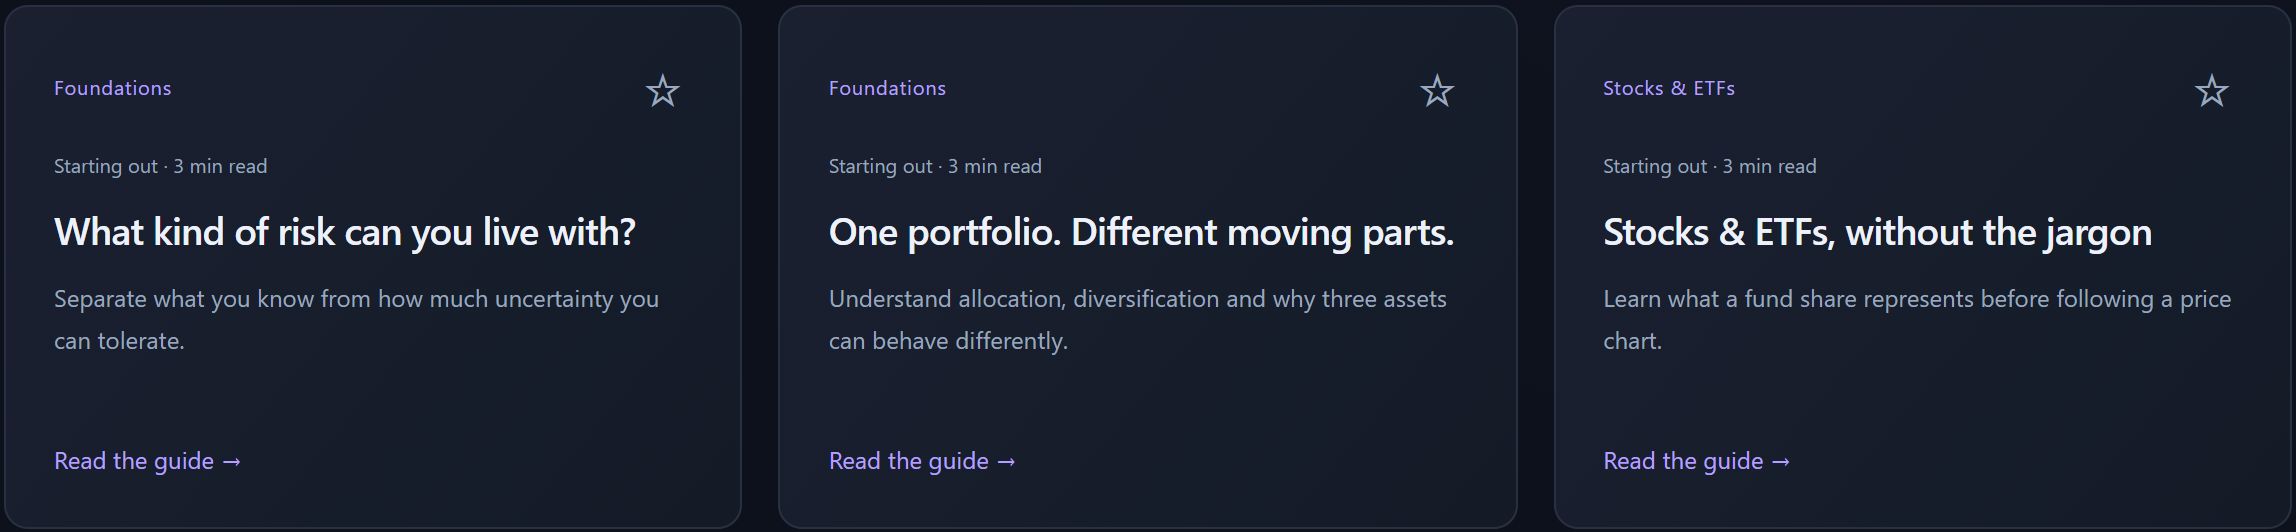 Foundations
Starting out · 3 min read
What kind of risk can you live with?
Separate what you know from how much uncertainty you
can tolerate.
Read the guide →
Foundations
Starting out · 3 min read
One portfolio. Different moving parts.
Understand allocation, diversification and why three assets
can behave differently.
Read the guide →
Stocks & ETFs
Starting out · 3 min read
Stocks & ETFs, without the jargon
Learn what a fund share represents before following a price
chart.
Read the guide →